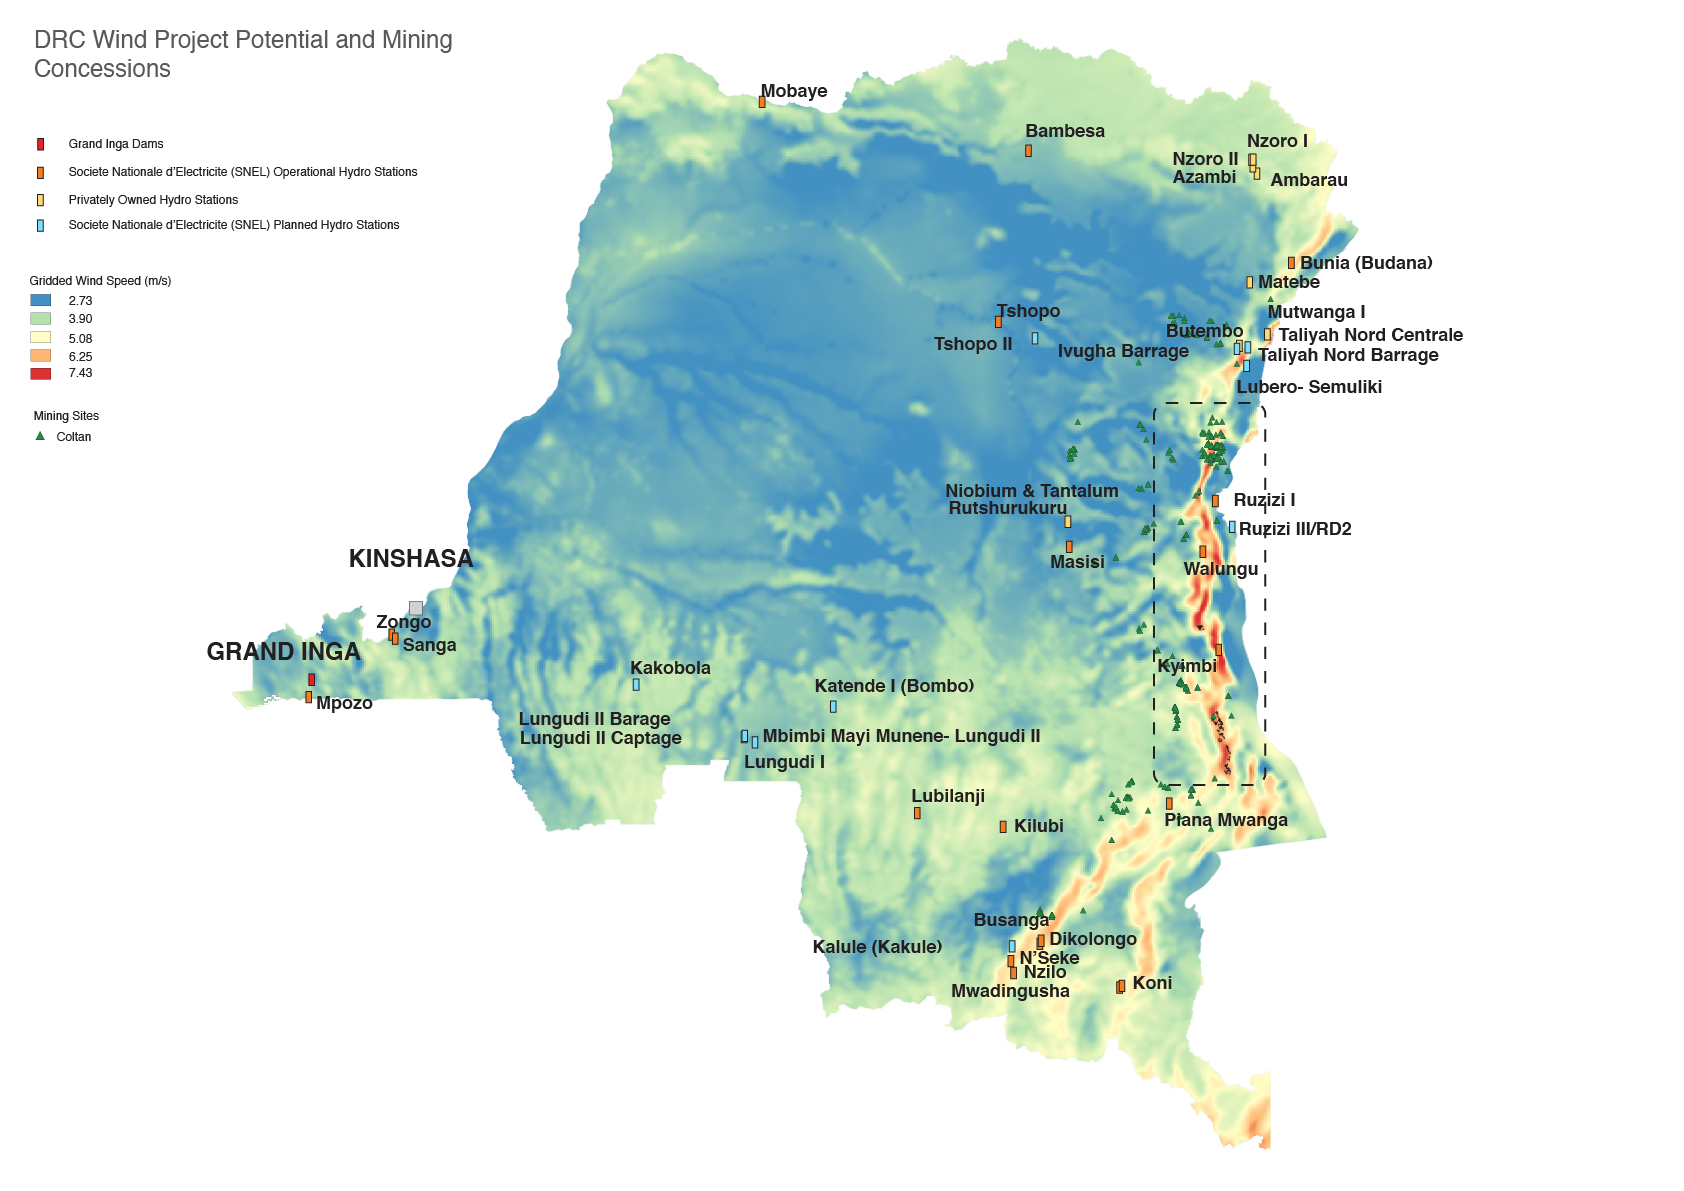 DRC Wind Project Potential and Mining
Concessions
Grand Inga Dams
Societe Nationale d'Electricite (SNEL) Operational Hydro Stations
Privately Owned Hydro Stations
Societe Nationale d'Electricite (SNEL) Planned Hydro Stations
Gridded Wind Speed (m/s)
2.73
3.90
5.08
6.25
7.43
Mining Sites
Coltan
Mobaye
Bambesa
Nzoro I
Nzoro II
Azambi
Ambarau
Bunia (Budana)
Matebe
Mutwanga I
Tshopo
Butembo
Taliyah Nord Centrale
Tshopo II
Ivugha Barrage
Taliyah Nord Barrage
Lubero- Semuliki
Niobium & Tantalum
Rutshurukuru
Ruzizi I
Ruzizi III/RD2
Masisi
Walungu
KINSHASA
Zongo
Sanga
GRAND INGA
Mpozo
Kyimbi
Kakobola
Katende I (Bombo)
Lungudi II Barage
Lungudi II Captage
Mbimbi Mayi Munene- Lungudi II
Lungudi I
Lubilanji
Kilubi
Piana Mwanga
Busanga
Dikolongo
Kalule (Kakule)
N'Seke
Nzilo
Mwadingusha
Koni